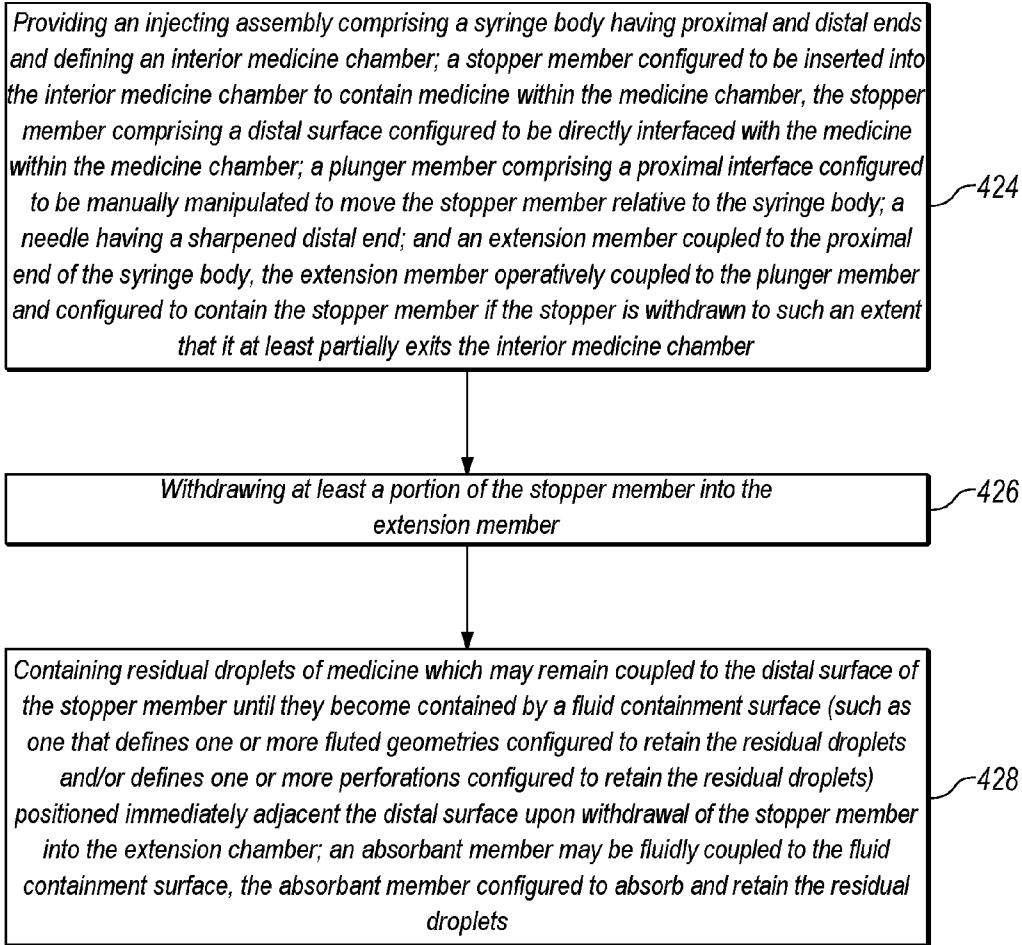 Providing an injecting assembly comprising a syringe body having proximal and distal ends
and defining an interior medicine chamber; a stopper member configured to be inserted into
the interior medicine chamber to contain medicine within the medicine chamber, the stopper
member comprising a distal surface configured to be directly interfaced with the medicine
within the medicine chamber; a plunger member comprising a proximal interface configured
to be manually manipulated to move the stopper member relative to the syringe body; a
needle having a sharpened distal end; and an extension member coupled to the proximal
end of the syringe body, the extension member operatively coupled to the plunger member
and configured to contain the stopper member if the stopper is withdrawn to such an extent
that it at least partially exits the interior medicine chamber
424
Withdrawing at least a portion of the stopper member into the
extension member
426
Containing residual droplets of medicine which may remain coupled to the distal surface of
the stopper member until they become contained by a fluid containment surface (such as
one that defines one or more fluted geometries configured to retain the residual droplets
and/or defines one or more perforations configured to retain the residual droplets)
positioned immediately adjacent the distal surface upon withdrawal of the stopper member
into the extension chamber; an absorbant member may be fluidly coupled to the fluid
containment surface, the absorbant member configured to absorb and retain the residual
droplets
428